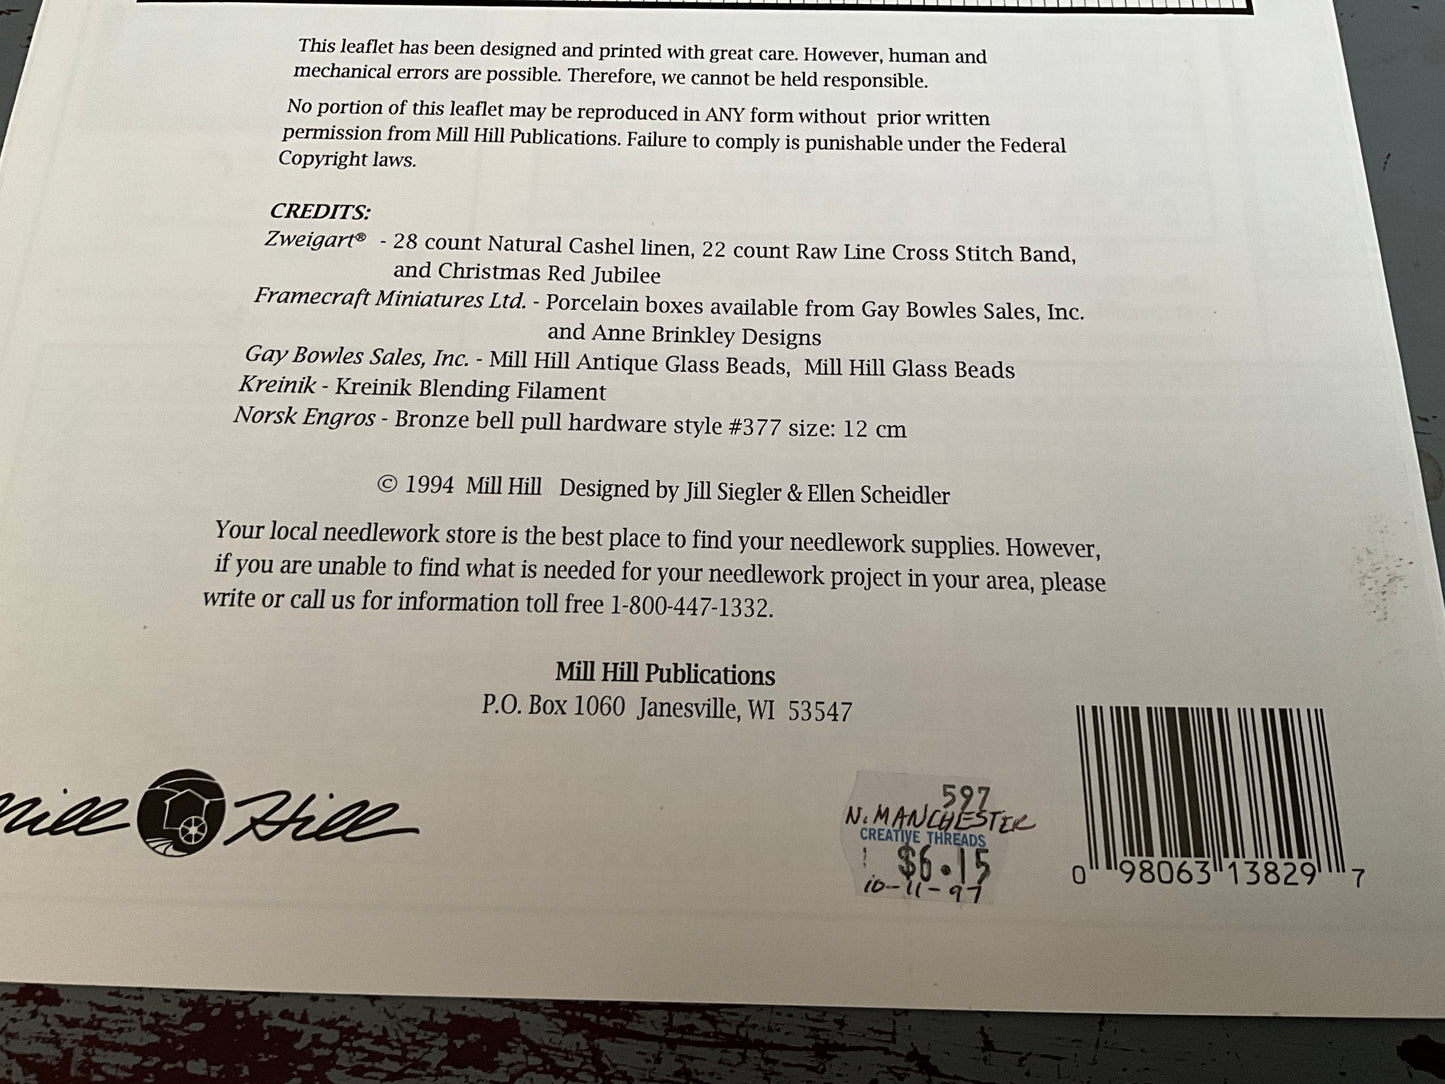 This leaflet has been designed and printed with great care. However, human and
mechanical errors are possible. Therefore, we cannot be held responsible.
No portion of this leaflet may be reproduced in ANY form without prior written
permission from Mill Hill Publications. Failure to comply is punishable under the Federal
Copyright laws.
CREDITS:
Zweigart® - 28 count Natural Cashel linen, 22 count Raw Line Cross Stitch Band,
and Christmas Red Jubilee
Framecraft Miniatures Ltd. - Porcelain boxes available from Gay Bowles Sales, Inc.
and Anne Brinkley Designs
Gay Bowles Sales, Inc. - Mill Hill Antique Glass Beads, Mill Hill Glass Beads
Kreinik - Kreinik Blending Filament
Norsk Engros - Bronze bell pull hardware style #377 size: 12 cm
© 1994 Mill Hill Designed by Jill Siegler & Ellen Scheidler
Your local needlework store is the best place to find your needlework supplies. However,
if you are unable to find what is needed for your needlework project in your area, please
write or call us for information toll free 1-800-447-1332.
Mill Hill Publications
P.O. Box 1060 Janesville, WI 53547
Mill Hill
597
N. MANCHESTER
CREATIVE THREADS
$6.15
10-11-97
0 98063 13829 7